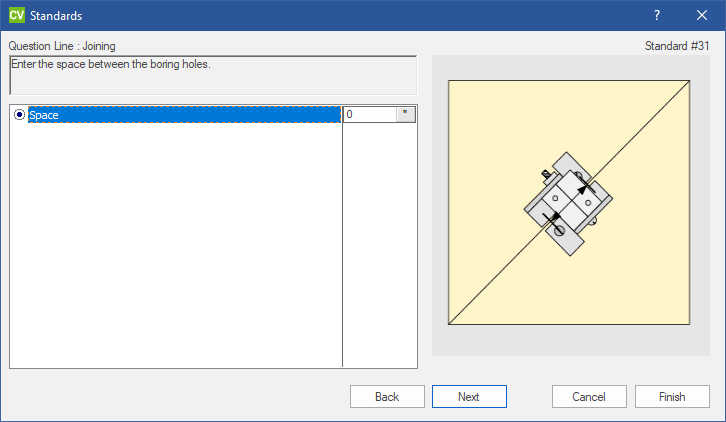 CV Standards
?
Question Line : Joining
Standard #31
Enter the space between the boring holes.
Space
0
"
Back
Next
Cancel
Finish